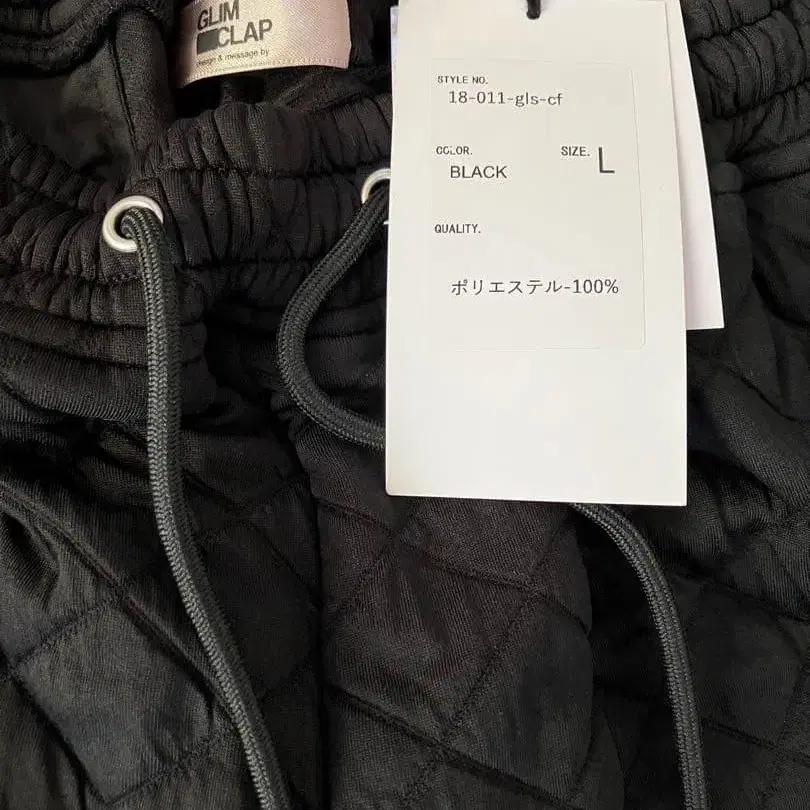 GLIM
CLAP
design & message by
STYLE NO.
18-011-gls-cf
COLOR.
SIZE. L
BLACK
QUALITY.
ポリエステル-100%